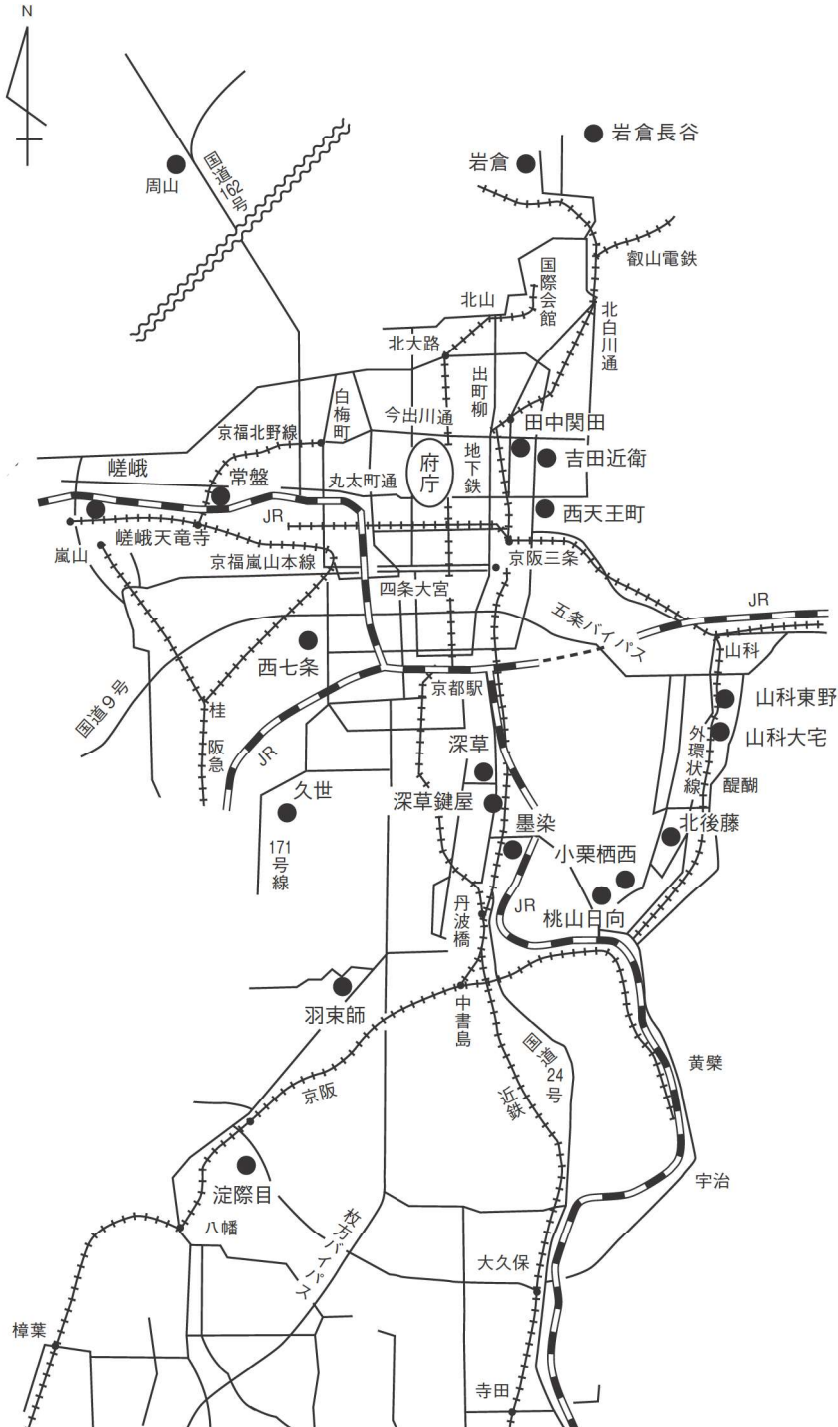 N
岩倉長谷
岩倉
周山
国道162号
叡山電鉄
国際会館
北山
北白川通
北大路
出町柳
白梅町
今出川通
田中関田
京福北野線
地下鉄
府庁
吉田近衛
嵯峨
常盤
丸太町通
西天王町
JR
嵯峨天竜寺
嵐山
京福嵐山本線
京阪三条
四条大宮
五条バイパス
JR
山科
西七条
京都駅
国道9号
桂
山科東野
外環状線
山科大宅
阪急
JR
深草
醍醐
久世
深草鍵屋
墨染
北後藤
171号線
小栗栖西
丹波橋
JR
桃山日向
羽束師
中書島
国道24号
黄檗
京阪
近鉄
淀際目
宇治
八幡
枚方バイパス
大久保
樟葉
寺田